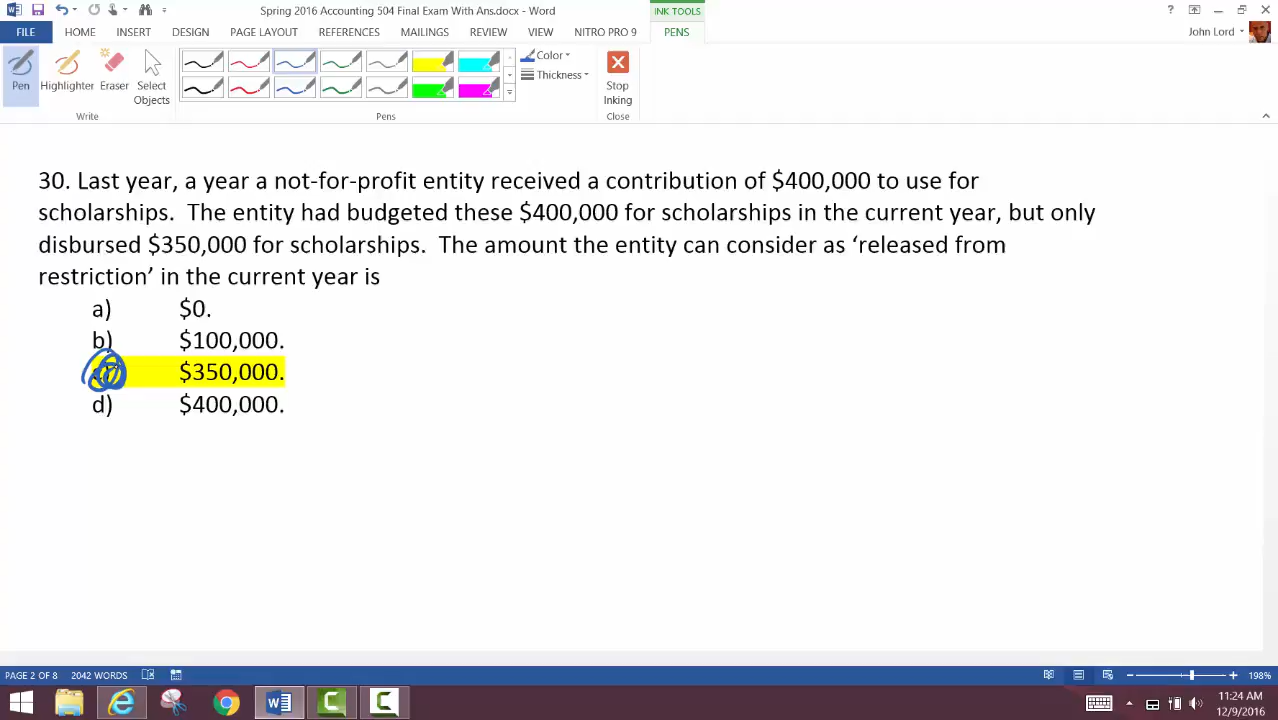 Spring 2016 Accounting 504 Final Exam With Ans.docx - Word
INK TOOLS
FILE HOME INSERT DESIGN PAGE LAYOUT REFERENCES MAILINGS REVIEW VIEW NITRO PRO 9 PENS
John Lord
Pen Highlighter Eraser Select Objects
Color
Thickness
Stop Inking
Write Pens Close
30. Last year, a year a not-for-profit entity received a contribution of $400,000 to use for
scholarships. The entity had budgeted these $400,000 for scholarships in the current year, but only
disbursed $350,000 for scholarships. The amount the entity can consider as ‘released from
restriction’ in the current year is
a) $0.
b) $100,000.
$350,000.
d) $400,000.
PAGE 2 OF 8 2042 WORDS 198%
11:24 AM
12/9/2016